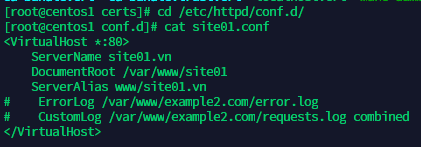 [root@centos1 certs]# cd /etc/httpd/conf.d/
[root@centos1 conf.d]# cat site01.conf
<VirtualHost *:80>
    ServerName site01.vn
    DocumentRoot /var/www/site01
    ServerAlias www/site01.vn
#    ErrorLog /var/www/example2.com/error.log
#    CustomLog /var/www/example2.com/requests.log combined
</VirtualHost>